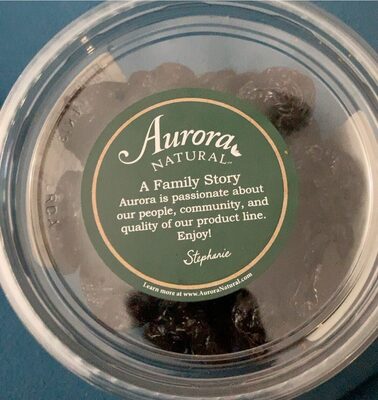 Aurora
NATURAL™
A Family Story
Aurora is passionate about
our people, community, and
quality of our product line.
Enjoy!
Stephanie
Learn more at www.AuroraNatural.com